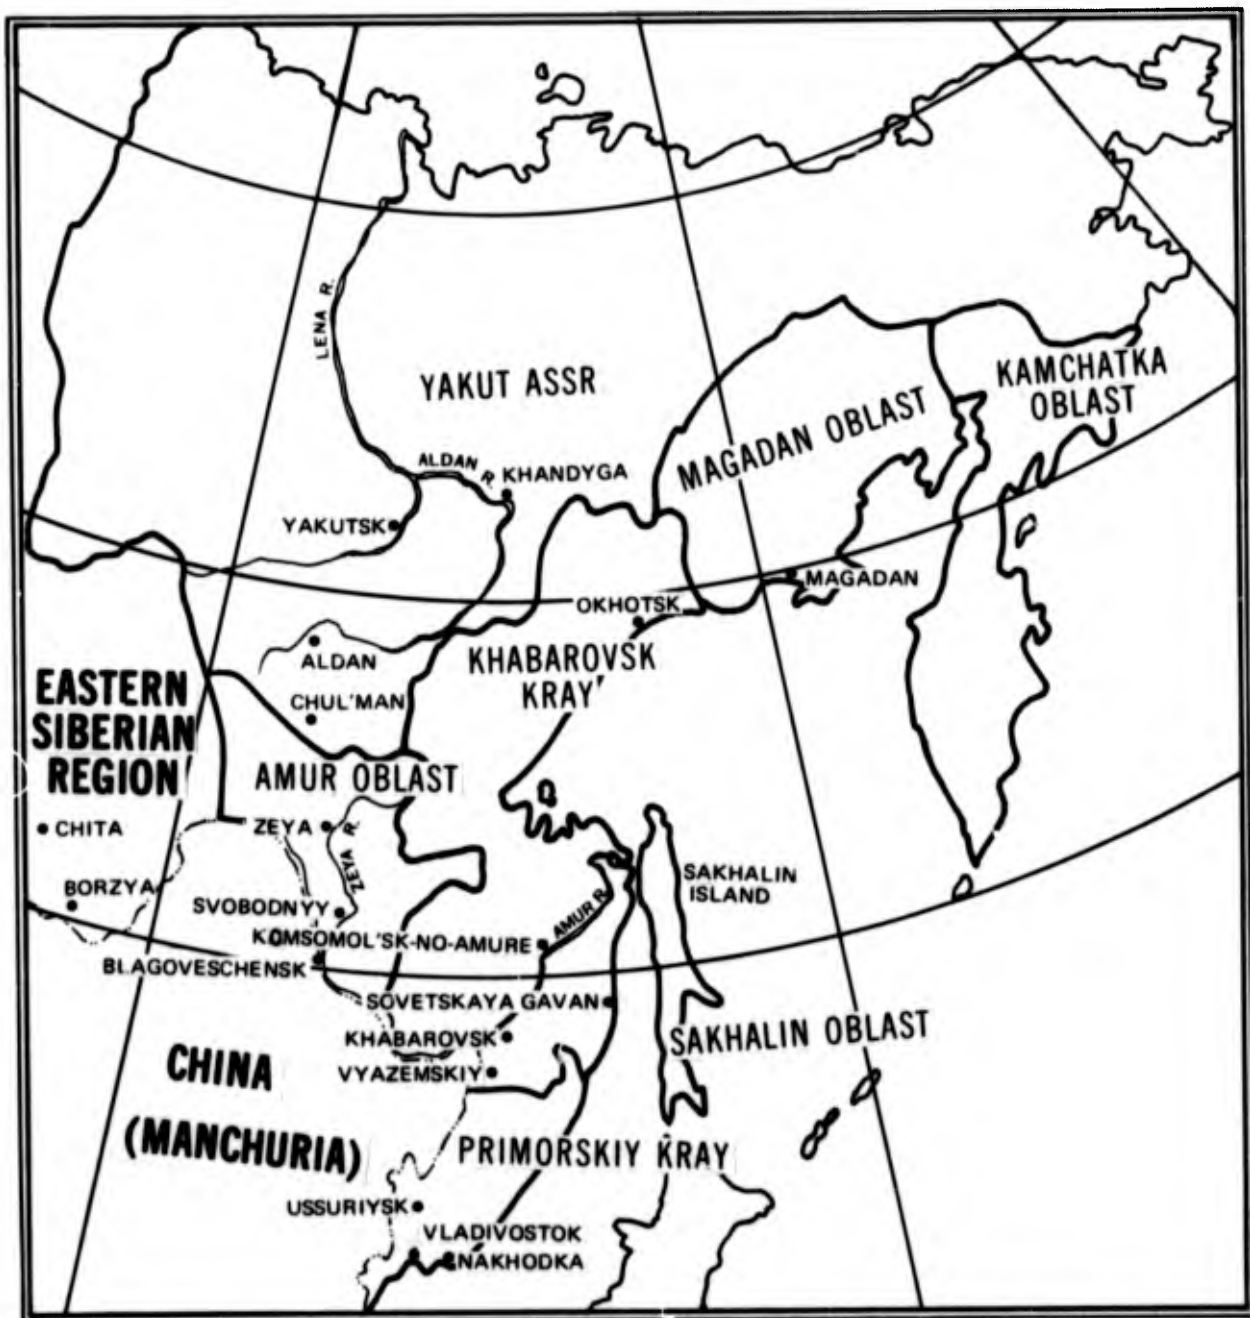 LENA R.
YAKUT ASSR
KAMCHATKA
OBLAST
MAGADAN OBLAST
ALDAN R.
KHANDYGA
YAKUTSK
MAGADAN
OKHOTSK
ALDAN
KHABAROVSK
KRAY
CHUL'MAN
EASTERN
SIBERIAN
REGION
AMUR OBLAST
CHITA
ZEYA
ZEYA R.
BORZYA
SAKHALIN
ISLAND
SVOBODNYY
AMUR R.
KOMSOMOL'SK-NO-AMURE
BLAGOVESCHENSK
SOVETSKAYA GAVAN
SAKHALIN OBLAST
KHABAROVSK
VYAZEMSKIY
CHINA
(MANCHURIA)
PRIMORSKIY KRAY
USSURIYSK
VLADIVOSTOK
NAKHODKA